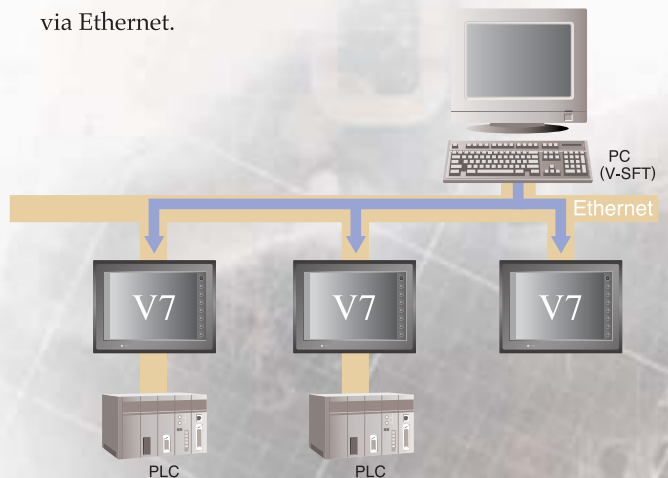 via Ethernet.
PC
(V-SFT)
Ethernet
V7
V7
V7
PLC
PLC